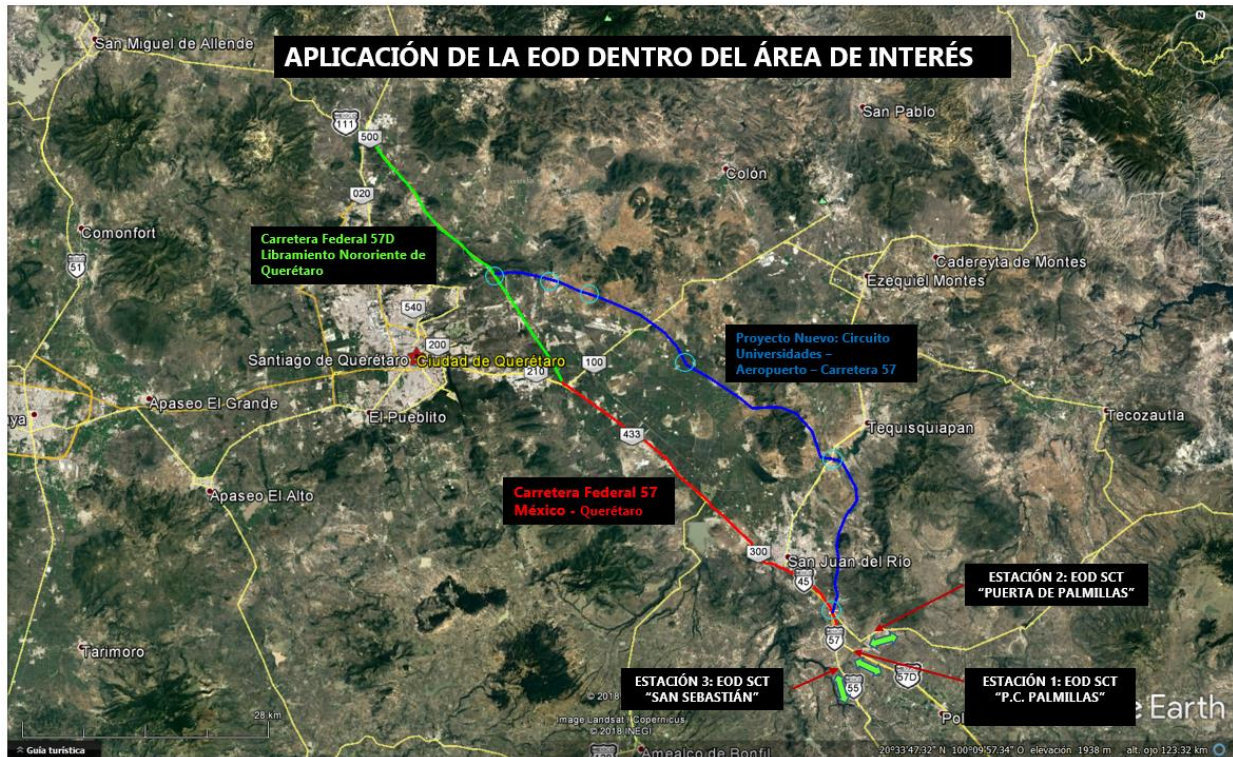 San Miguel de Allende
APLICACIÓN DE LA EOD DENTRO DEL ÁREA DE INTERÉS
N
111
500
San Pablo
Colón
020
Comonfort
51
Carretera Federal 57D
Libramiento Nororiente de
Querétaro
Cadereyta de Montes
Ezequiel Montes
540
200
Santiago de Querétaro
Ciudad de Querétaro
210
100
Proyecto Nuevo: Circuito
Universidades –
Aeropuerto – Carretera 57
Apaseo El Grande
El Pueblito
Tecozautla
Tequisquiapan
433
Apaseo El Alto
Carretera Federal 57
México - Querétaro
300
San Juan del Río
45
ESTACIÓN 2: EOD SCT
“PUERTA DE PALMILLAS”
57
Tarimoro
ESTACIÓN 3: EOD SCT
“SAN SEBASTIÁN”
55
57D
ESTACIÓN 1: EOD SCT
“P.C. PALMILLAS”
© 2018
28 km
Image Landsat / Copernicus
© 2018 INEGI
Earth
Guía turística
Amealco de Bonfil
20°33'47.32" N 100°09'57.34" O elevación 1938 m alt. ojo 123.32 km